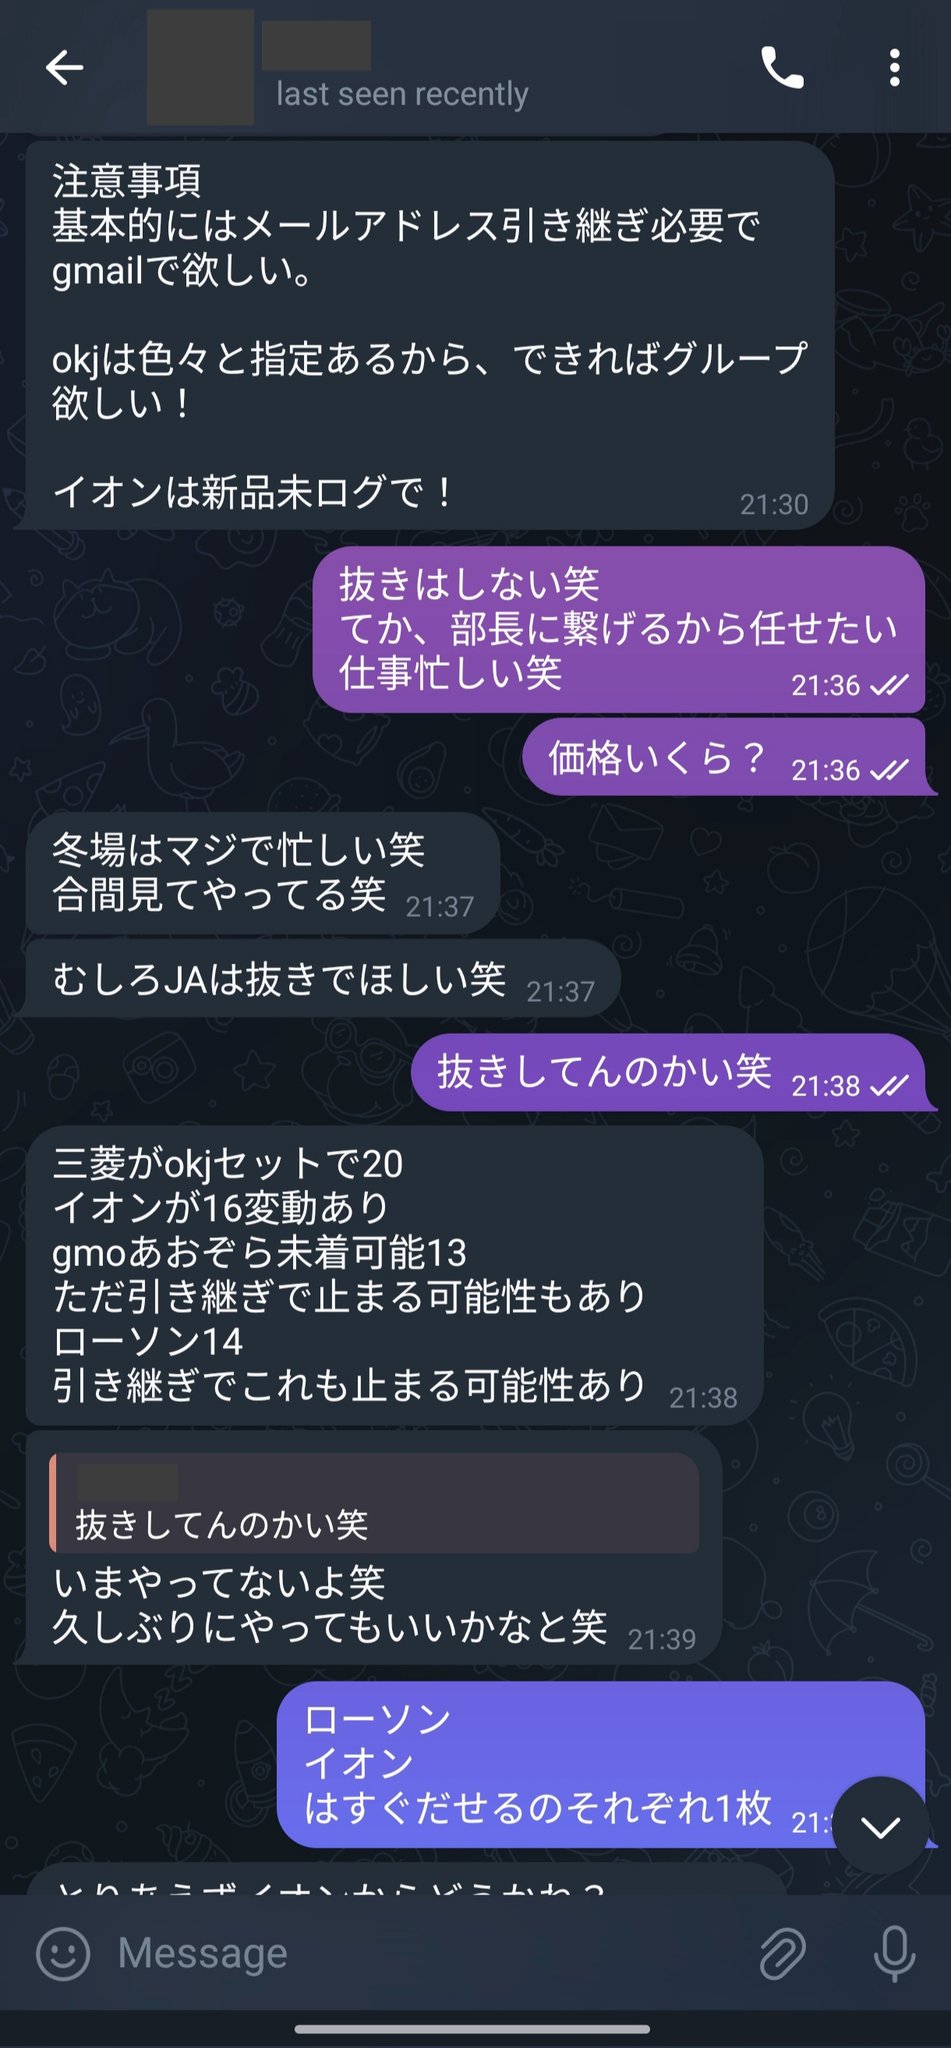 last seen recently
注意事項
基本的にはメールアドレス引き継ぎ必要で
gmailで欲しい。
okjは色々と指定あるから、できればグループ
欲しい！
イオンは新品未ログで！
21:30
抜きはしない笑
てか、部長に繋げるから任せたい
仕事忙しい笑
21:36
価格いくら？ 21:36
冬場はマジで忙しい笑
合間見てやってる笑 21:37
むしろJAは抜きでほしい笑 21:37
抜きしてんのかい笑 21:38
三菱がokjセットで20
イオンが16変動あり
gmoあおぞら未着可能13
ただ引き継ぎで止まる可能性もあり
ローソン14
引き継ぎでこれも止まる可能性あり 21:38
抜きしてんのかい笑
いまやってないよ笑
久しぶりにやってもいいかなと笑 21:39
ローソン
イオン
はすぐだせるのそれぞれ1枚 21:
とりあえずイオンからどうかね？
Message